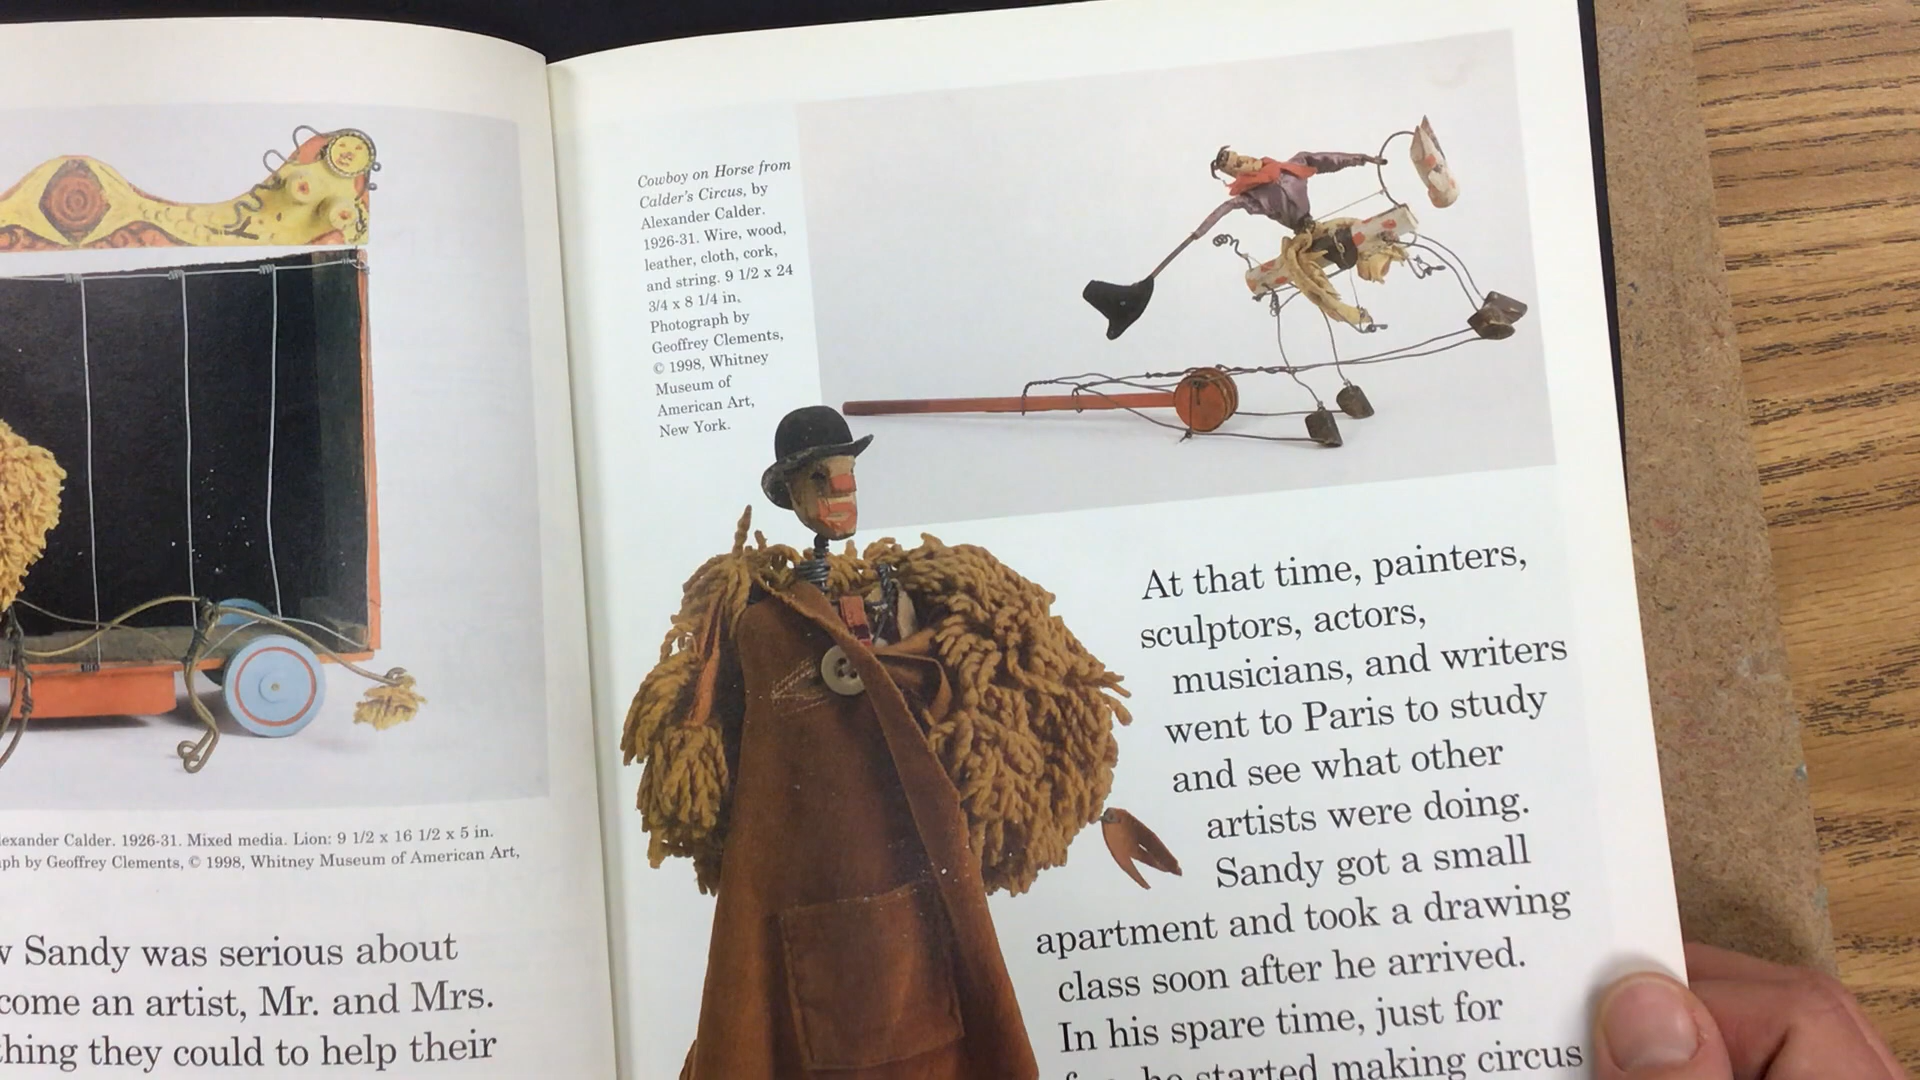 Alexander Calder. 1926-31. Mixed media. Lion: 9 1/2 x 16 1/2 x 5 in.
by Geoffrey Clements, © 1998, Whitney Museum of American Art,
Sandy was serious about
an artist, Mr. and Mrs.
they could to help their
Cowboy on Horse from
Calder's Circus, by
Alexander Calder.
1926-31. Wire, wood,
leather, cloth, cork,
and string. 9 1/2 x 24
3/4 x 8 1/4 in.
Photograph by
Geoffrey Clements,
© 1998, Whitney
Museum of
American Art,
New York.
At that time, painters,
sculptors, actors,
musicians, and writers
went to Paris to study
and see what other
artists were doing.
Sandy got a small
apartment and took a drawing
class soon after he arrived.
In his spare time, just for
he started making circus